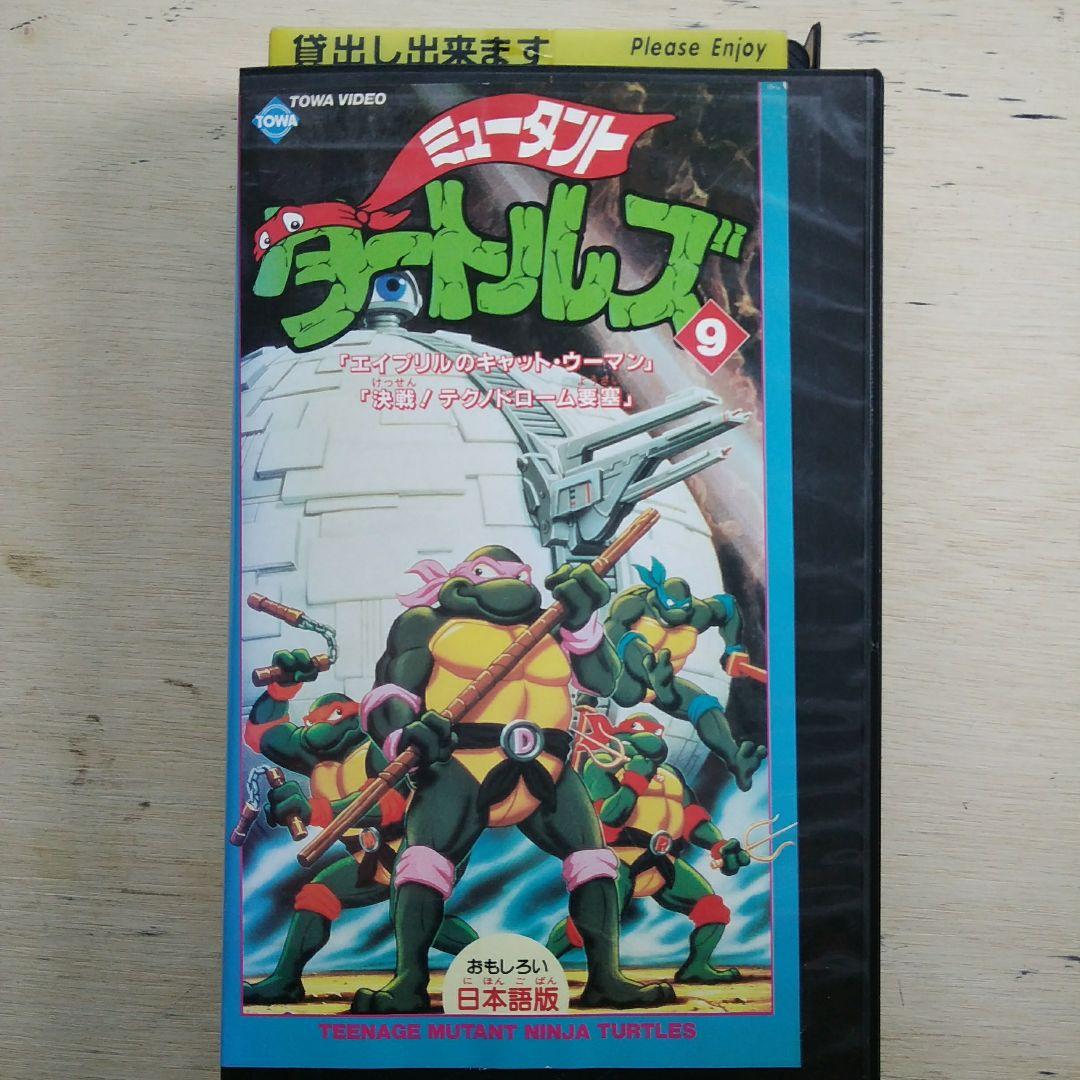 貸出し出来ます Please Enjoy
TOWA VIDEO
TOWA
ミュータント
タートルズ
9
「エイプリルのキャット・ウーマン」
けっせん ようさい
「決戦!テクノドローム要塞」
D
M
R
おもしろい
にほんごばん
日本語版
TEENAGE MUTANT NINJA TURTLES